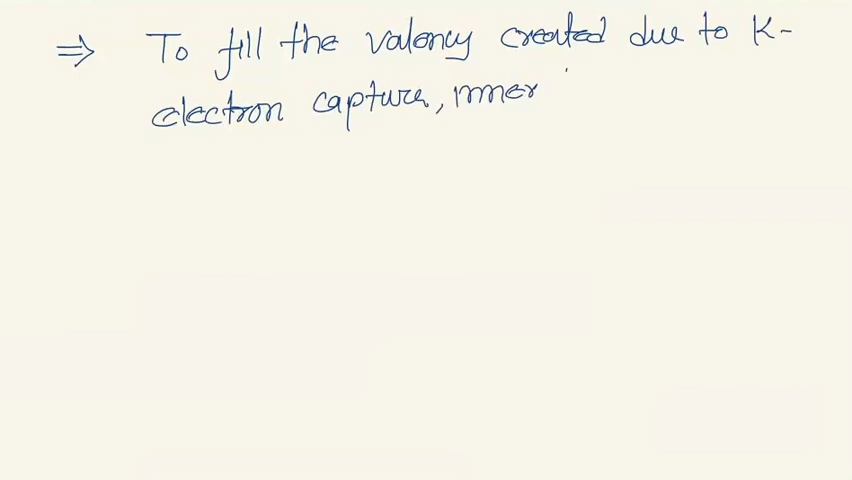 ⇒ To fill the valency created due to K-
electron capture, inner